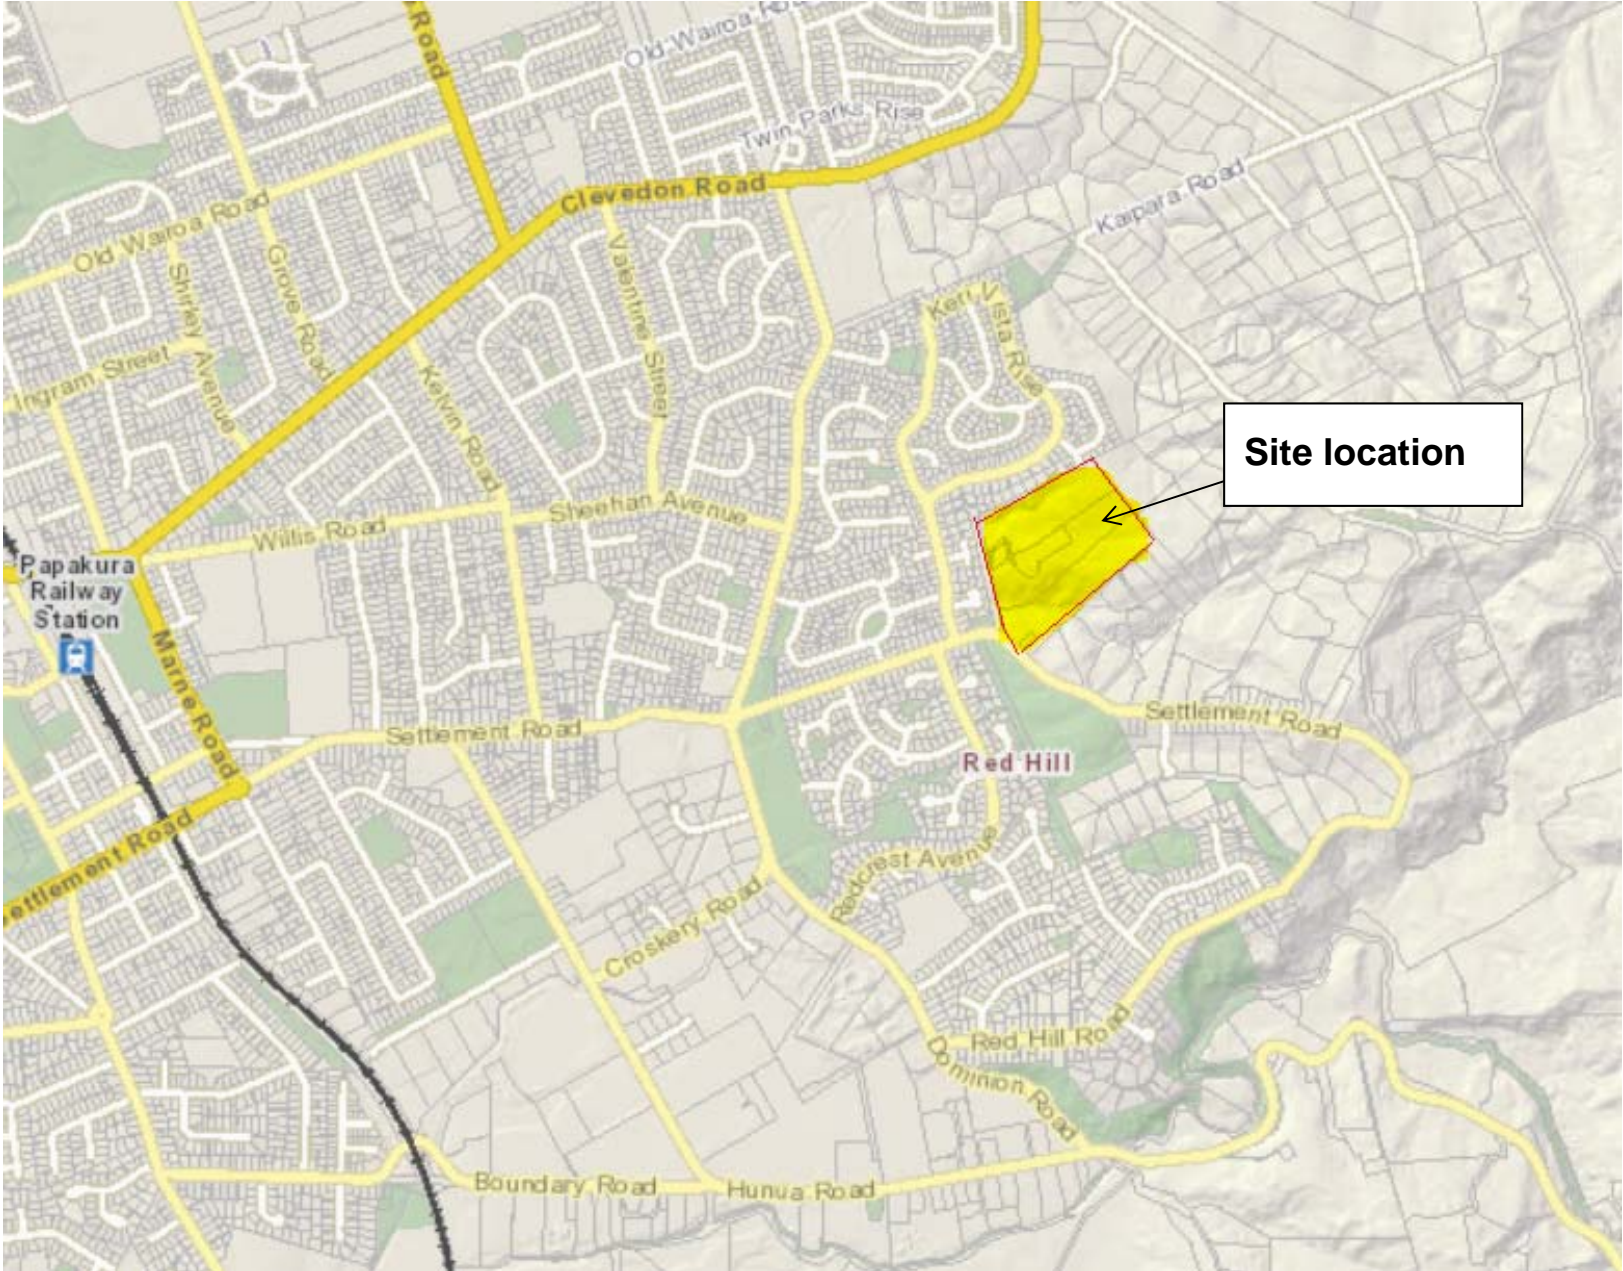 Road
Old Wairoa Road
Twin Parks Rise
Clevedon Road
Kaipara Road
Old Wairoa Road
Shirley Avenue
Grove Road
Valentine Street
Keri Vista Rise
Ingram Street
Kelvin Road
Site location
Sheehan Avenue
Willis Road
Papakura
Railway
Station
Marne Road
Settlement Road
Settlement Road
Red Hill
Settlement Road
Redcrest Avenue
Croskery Road
Red Hill Road
Dominion Road
Boundary Road
Hunua Road